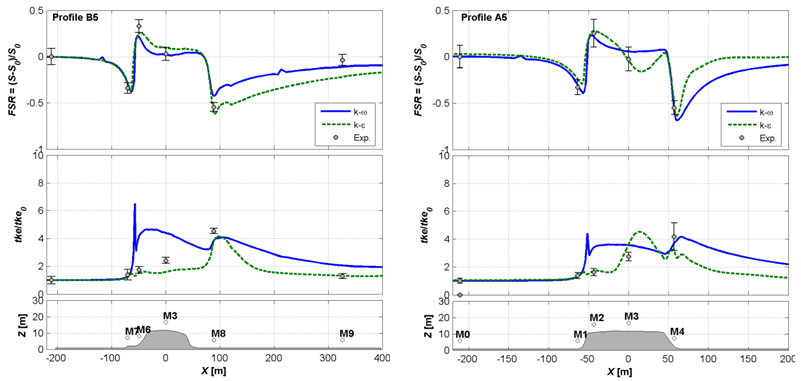 Profile B5
FSR = (S-S0)/S0
0.5
0
-0.5
-1
k-ω
k-ε
Exp.
tke/tke0
10
8
6
4
2
0
Z [m]
30
20
10
0
M7
M6
M3
M8
M9
-200
-100
0
100
200
300
400
X [m]
Profile A5
FSR = (S-S0)/S0
0.5
0
-0.5
-1
k-ω
k-ε
Exp.
tke/tke0
10
8
6
4
2
0
Z [m]
30
20
10
0
M0
M1
M2
M3
M4
-200
-150
-100
-50
0
50
100
150
200
X [m]